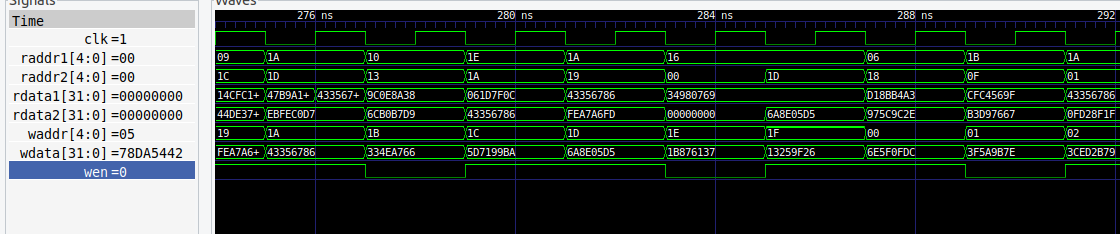 Signals Waves
Time 276 ns 280 ns 284 ns 288 ns 292
clk =1
raddr1[4:0] =00 09 1A 10 1E 1A 16 06 1B 1A
raddr2[4:0] =00 1C 1D 13 1A 19 00 1D 18 0F 01
rdata1[31:0] =00000000 14CFC1+ 47B9A1+ 433567+ 9C0E8A38 061D7F0C 43356786 34980769 D18BB4A3 CFC4569F 43356786
rdata2[31:0] =00000000 44DE37+ EBFEC0D7 6CB0B7D9 43356786 FEA7A6FD 00000000 6A8E05D5 975C9C2E B3D97667 0FD28F1F
waddr[4:0] =05 19 1A 1B 1C 1D 1E 1F 00 01 02
wdata[31:0] =78DA5442 FEA7A6+ 43356786 334EA766 5D7199BA 6A8E05D5 1B876137 13259F26 6E5F0FDC 3F5A9B7E 3CED2B79
wen =0